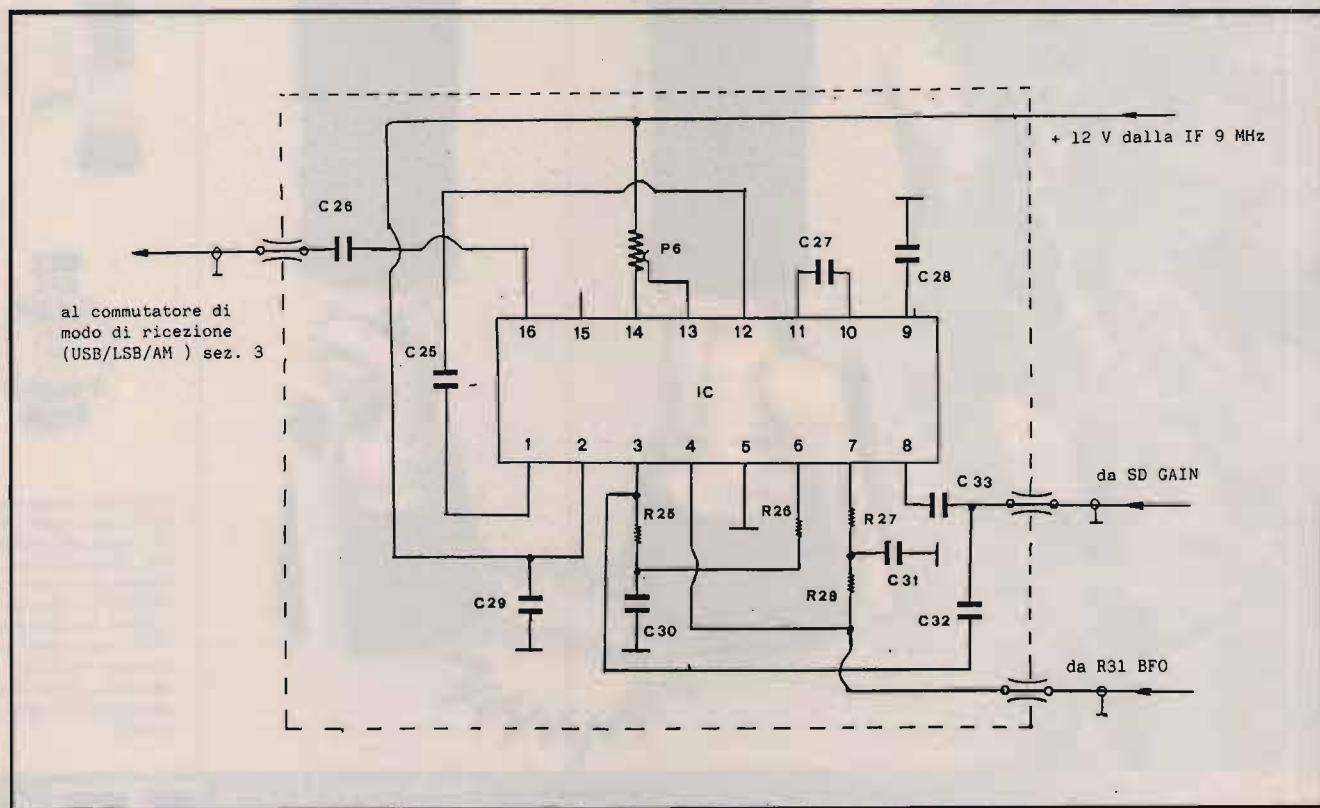 + 12 V dalla IF 9 MHz
C 26
P6
C 27
C 28
al commutatore di
modo di ricezione
(USB/LSB/AM ) sez. 3
C 25
16 15 14 13 12 11 10 9
IC
1 2 3 4 5 6 7 8
C 33
da SD GAIN
R25
R26
R27
C 31
C29
C30
R28
C 32
da R31 BFO